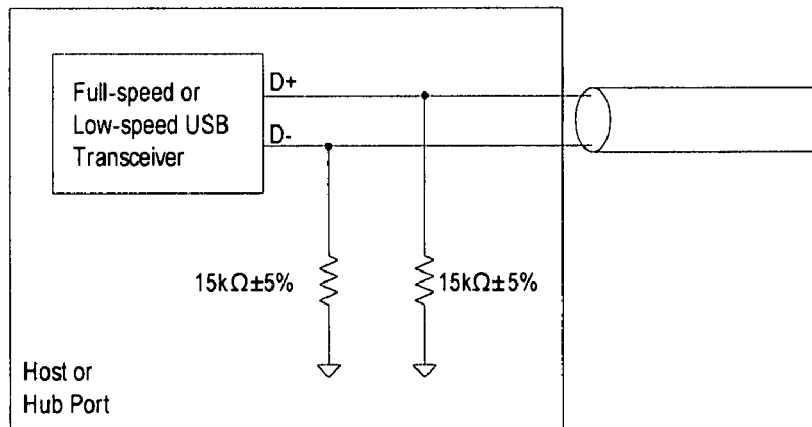 Full-speed or
Low-speed USB
Transceiver
D+
D-
15kΩ±5%
15kΩ±5%
Host or
Hub Port